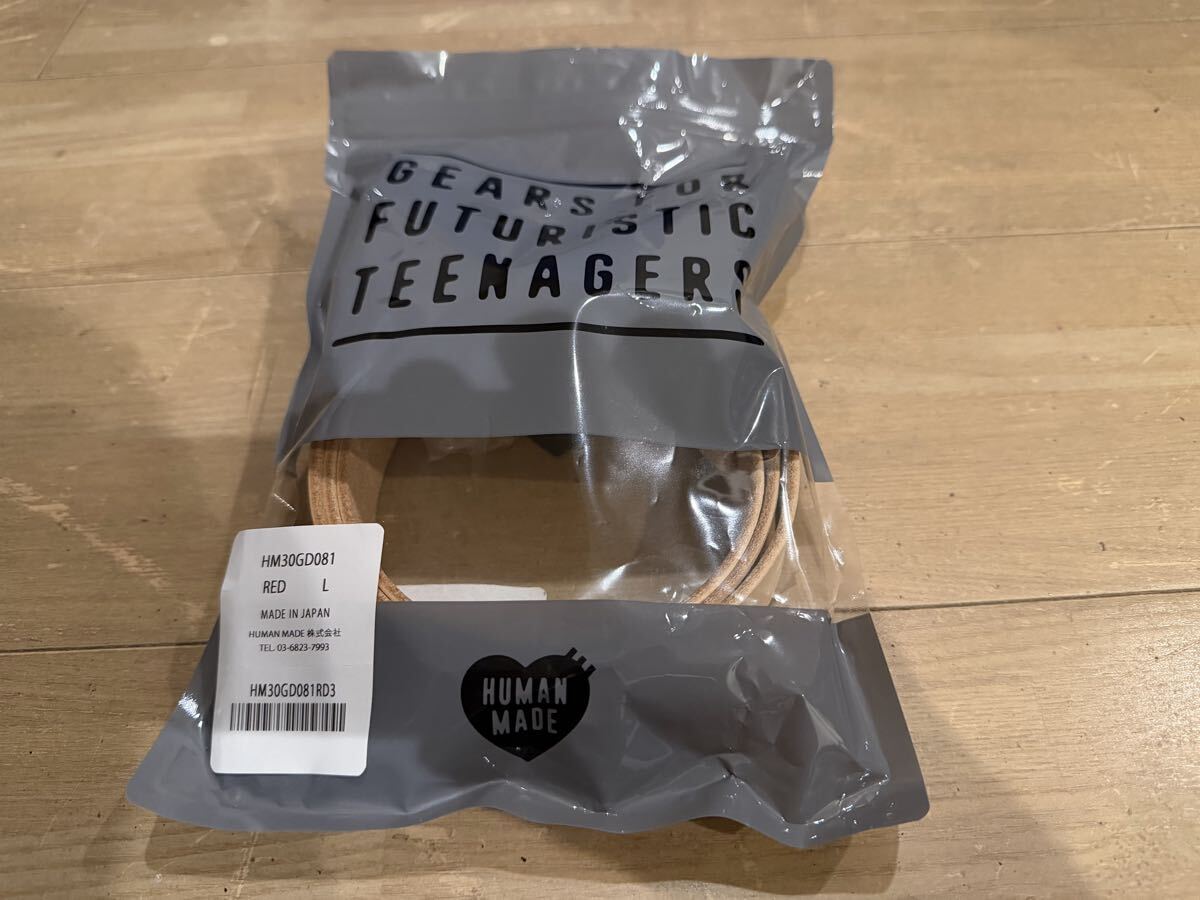 GEARS FOR
FUTURISTIC
TEENAGERS
HM30GD081
RED L
MADE IN JAPAN
HUMAN MADE 株式会社
TEL. 03-6823-7993
HM30GD081RD3
HUMAN
MADE